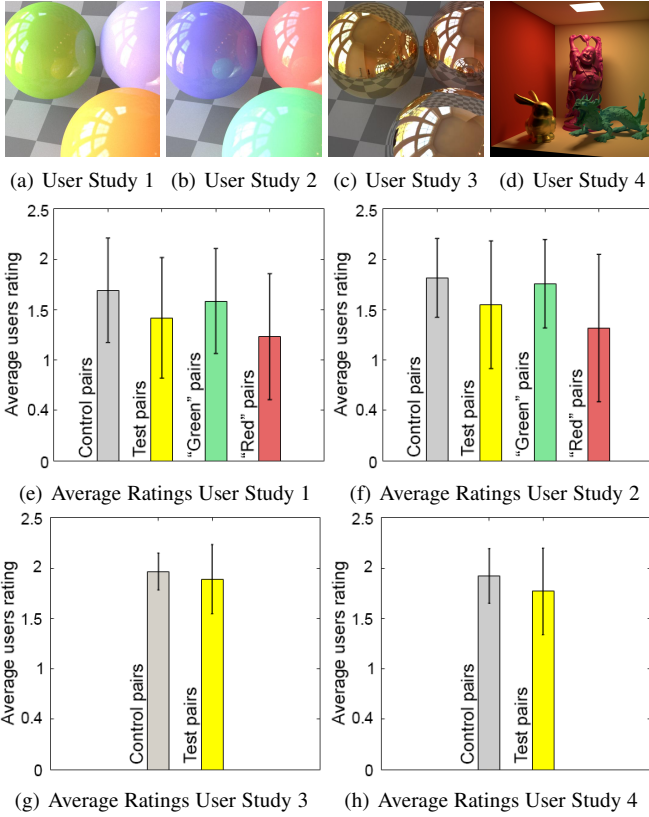 (a) User Study 1
(b) User Study 2
(c) User Study 3
(d) User Study 4
Average users rating
2.5
2
1.5
1
0.4
0
Control pairs
Test pairs
“Green” pairs
“Red” pairs
(e) Average Ratings User Study 1
Average users rating
2.5
2
1.5
1
0.4
0
Control pairs
Test pairs
“Green” pairs
“Red” pairs
(f) Average Ratings User Study 2
Average users rating
2.5
2
1.5
1
0.4
0
Control pairs
Test pairs
(g) Average Ratings User Study 3
Average users rating
2.5
2
1.5
1
0.4
0
Control pairs
Test pairs
(h) Average Ratings User Study 4